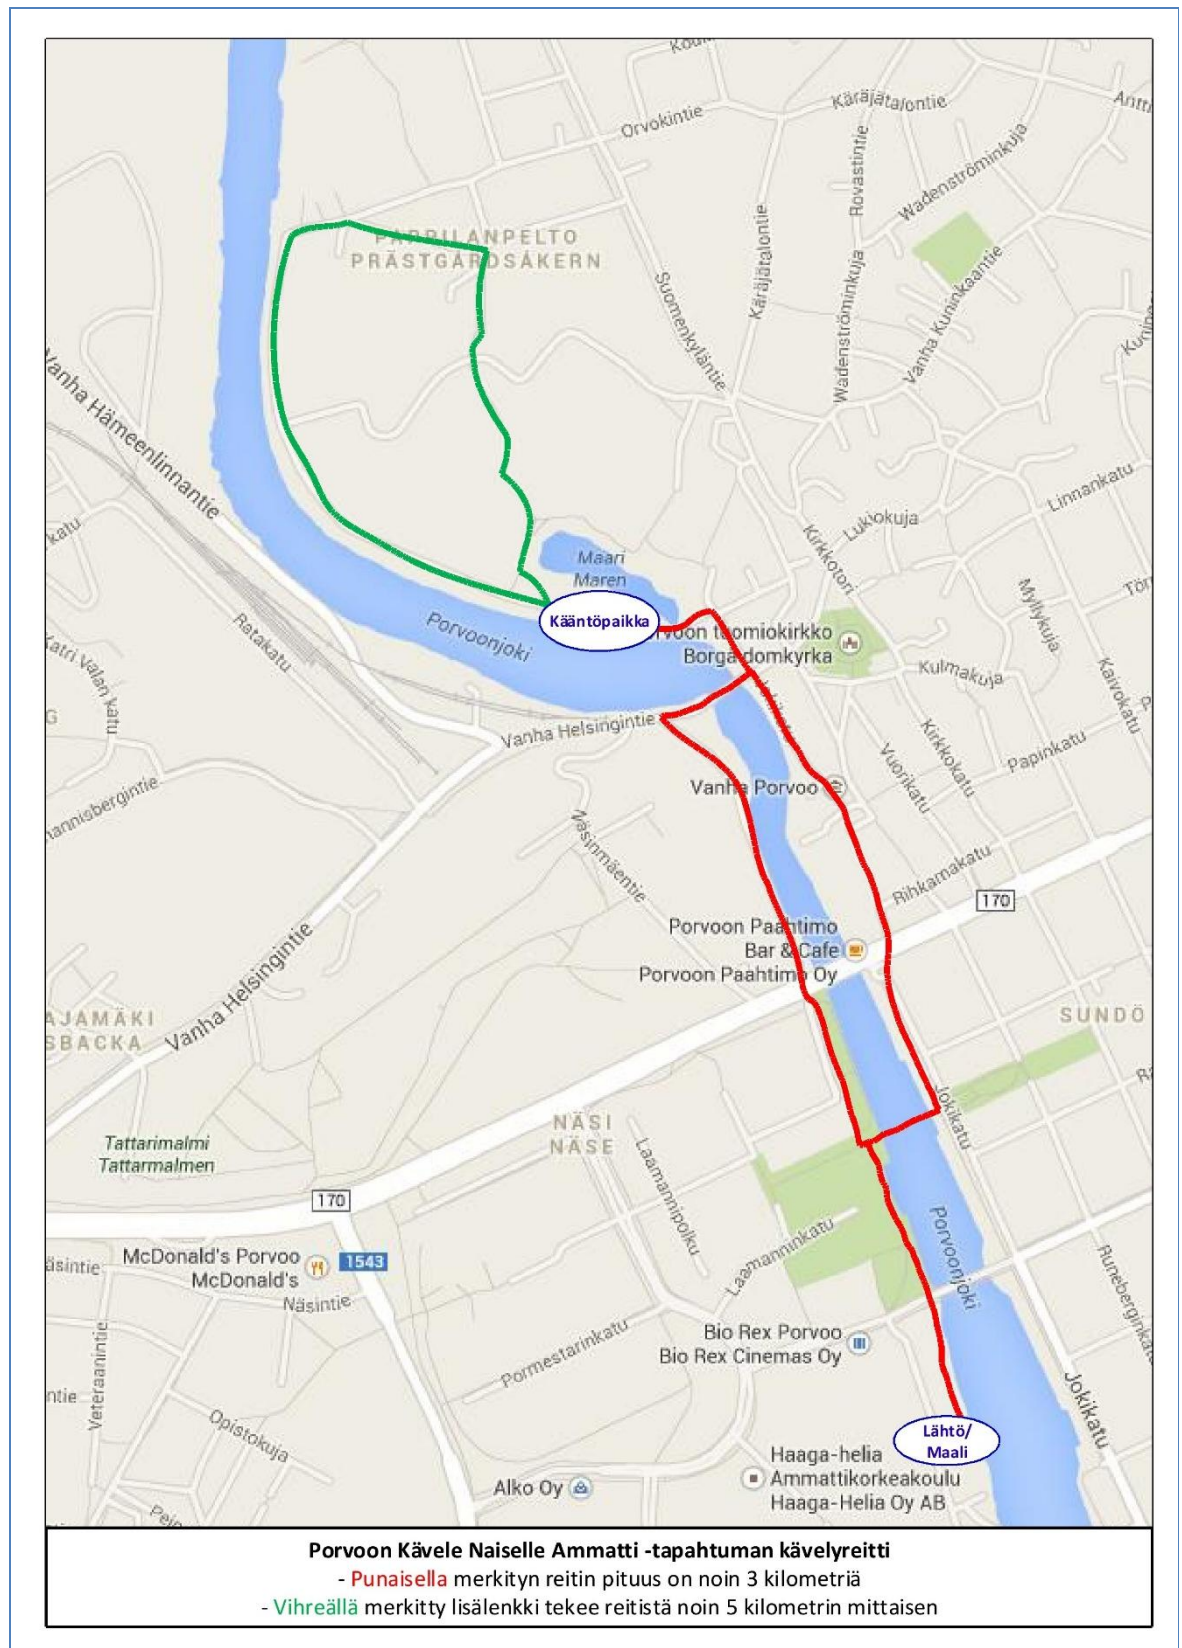 Orvokintie
Käräjätalontie
Rovastintie
Wadenströminkuja
PAPPILANPELTO
PRÄSTGÅRDSÅKERN
Suomenkyläntie
Käräjätalontie
Wadenströminkuja
Vanha Kuninkaantie
Vanha Hämeenlinnantie
Linnankatu
Lukiokuja
Kirkkotori
Maari
Maren
Myllykuja
Kääntöpaikka
Porvoonjoki
Ratakatu
Katri Valan katu
tuomiokirkko
Borgå domkyrka
Kulmakuja
Kaivokatu
Vanha Helsingintie
Kirkkokatu
Vuorikatu
Papinkatu
Vanha Porvoo
Näsinmäentie
Rihkamakatu
170
Porvoon Paahtimo
Bar & Cafe
Porvoon Paahtimo Oy
Vanha Helsingintie
AJAMÄKI
SBACKA
SUNDÖ
Jokikatu
NÄSI
NÄSE
Tattarimalmi
Tattarmalmen
Laamannipolku
170
Laamanninkatu
Porvoonjoki
McDonald's Porvoo
McDonald's
1543
Näsintie
Bio Rex Porvoo
Bio Rex Cinemas Oy
Pormestarinkatu
Veteraanintie
Opistokuja
Jokikatu
Lähtö/
Maali
Haaga-helia
Ammattikorkeakoulu
Haaga-Helia Oy AB
Alko Oy
Porvoon Kävele Naiselle Ammatti -tapahtuman kävelyreitti
- Punaisella merkityn reitin pituus on noin 3 kilometriä
- Vihreällä merkitty lisälenkki tekee reitistä noin 5 kilometrin mittaisen